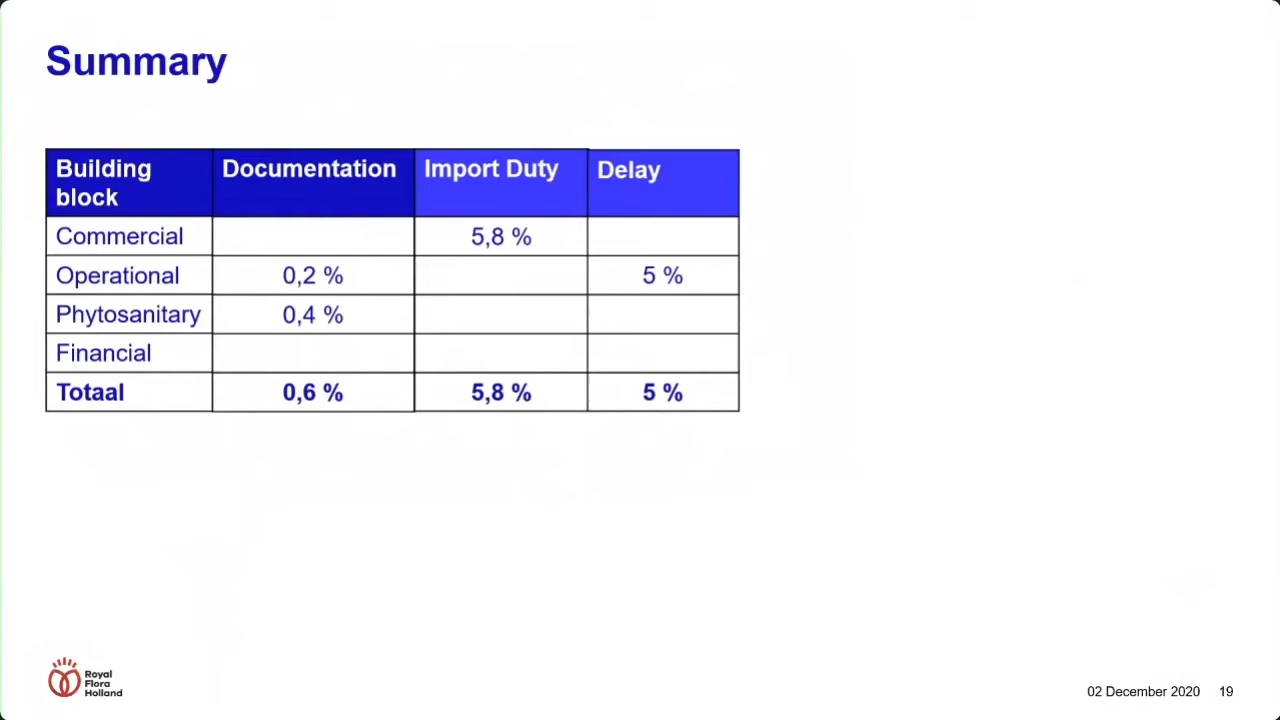 Summary
Building block Documentation Import Duty Delay
Commercial 5,8 %
Operational 0,2 % 5 %
Phytosanitary 0,4 %
Financial
Totaal 0,6 % 5,8 % 5 %
Royal
Flora
Holland
02 December 2020 19